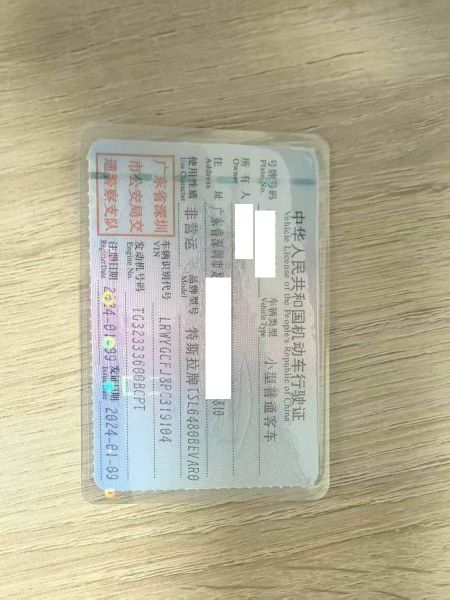 中华人民共和国机动车行驶证
Vehicle License of the People's Republic of China
号牌号码
Plate No.
车辆类型 小型普通客车
Vehicle Type
所有人
Owner
住址 广东省深圳市
Address
810
使用性质 非营运
Use Character
品牌型号 特斯拉牌TSL6480BEVAR0
Model
广东省深圳
市公安局交
通警察支队
车辆识别代号 LRWYGCFJ8PC319104
VIN
发动机号码 TG32333600BCPT
Engine No.
注册日期 2024-01-09
Register Date
发证日期 2024-01-09
Issue Date